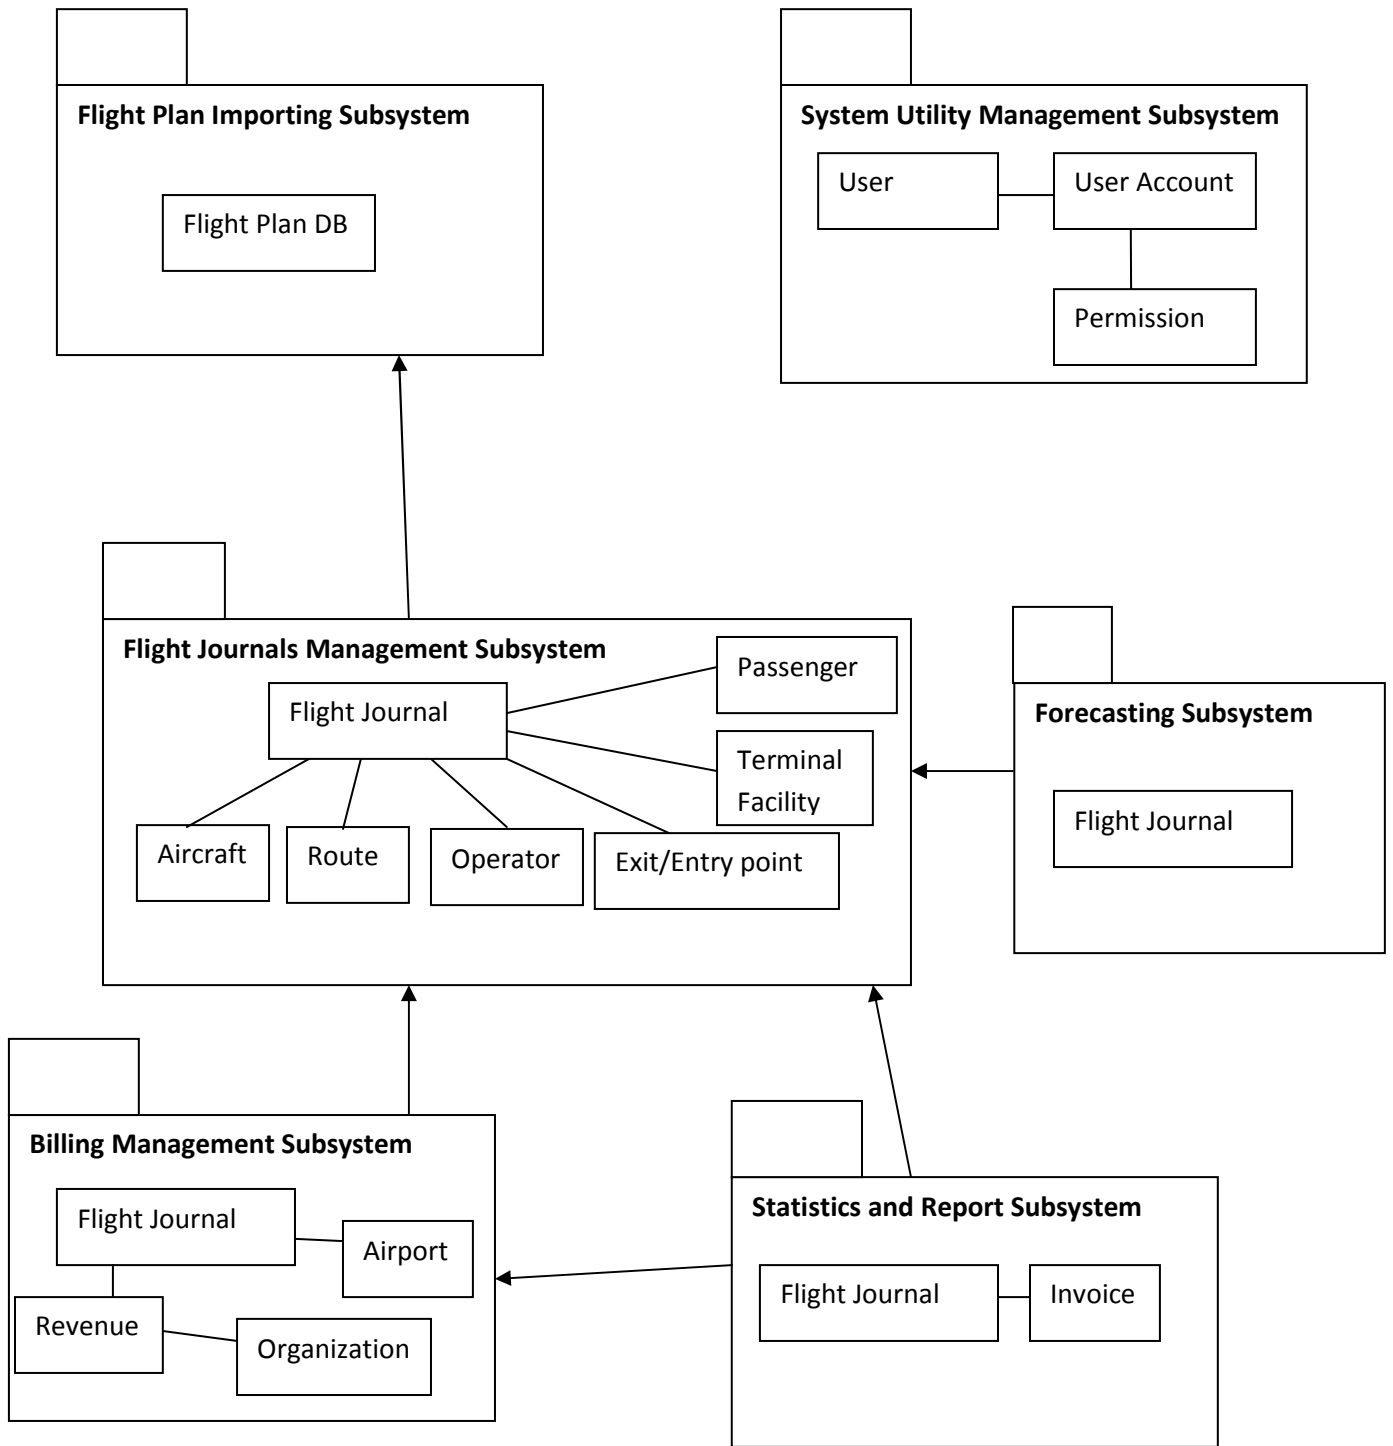 Flight Plan Importing Subsystem
Flight Plan DB
System Utility Management Subsystem
User
User Account
Permission
Flight Journals Management Subsystem
Passenger
Flight Journal
Terminal
Facility
Aircraft
Route
Operator
Exit/Entry point
Forecasting Subsystem
Flight Journal
Billing Management Subsystem
Flight Journal
Airport
Revenue
Organization
Statistics and Report Subsystem
Flight Journal
Invoice